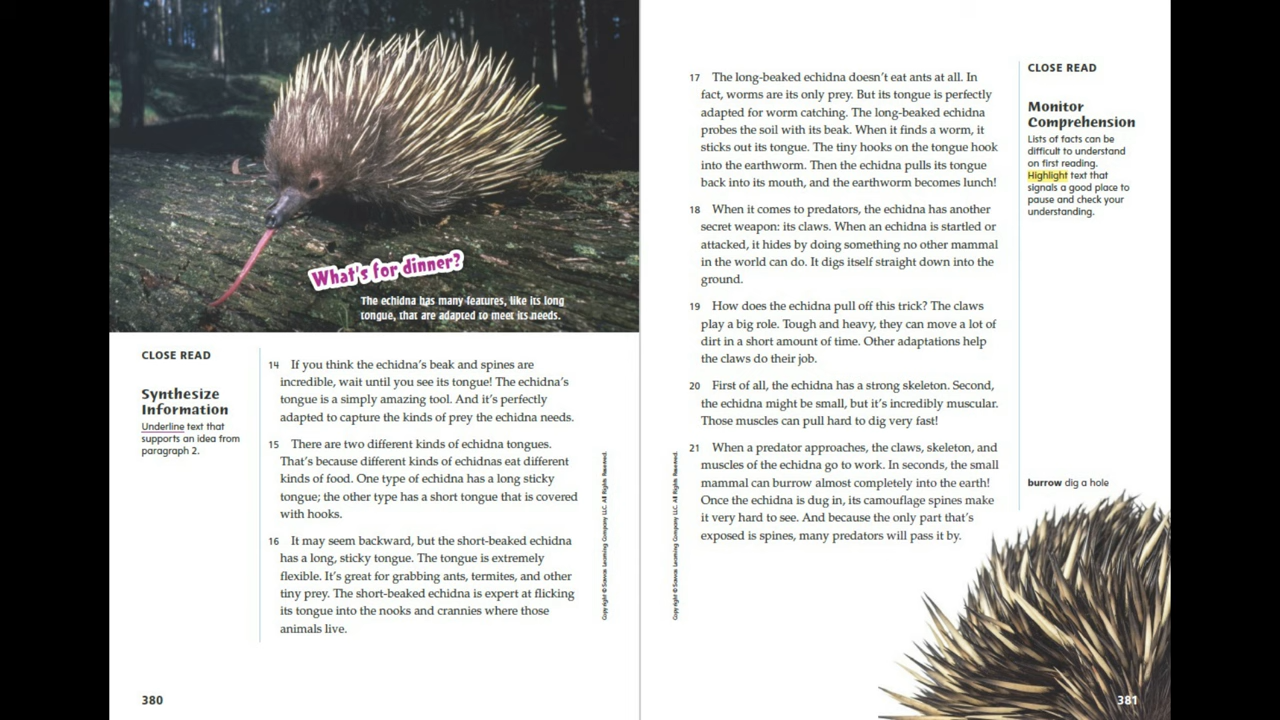 What's for dinner?
The echidna has many features, like its long
tongue, that are adapted to meet its needs.
CLOSE READ
Synthesize
Information
Underline text that
supports an idea from
paragraph 2.
14 If you think the echidna's beak and spines are
incredible, wait until you see its tongue! The echidna's
tongue is a simply amazing tool. And it's perfectly
adapted to capture the kinds of prey the echidna needs.
15 There are two different kinds of echidna tongues.
That's because different kinds of echidnas eat different
kinds of food. One type of echidna has a long sticky
tongue; the other type has a short tongue that is covered
with hooks.
16 It may seem backward, but the short-beaked echidna
has a long, sticky tongue. The tongue is extremely
flexible. It's great for grabbing ants, termites, and other
tiny prey. The short-beaked echidna is expert at flicking
its tongue into the nooks and crannies where those
animals live.
Copyright © Savvas Learning Company LLC. All Rights Reserved.
380
17 The long-beaked echidna doesn't eat ants at all. In
fact, worms are its only prey. But its tongue is perfectly
adapted for worm catching. The long-beaked echidna
probes the soil with its beak. When it finds a worm, it
sticks out its tongue. The tiny hooks on the tongue hook
into the earthworm. Then the echidna pulls its tongue
back into its mouth, and the earthworm becomes lunch!
18 When it comes to predators, the echidna has another
secret weapon: its claws. When an echidna is startled or
attacked, it hides by doing something no other mammal
in the world can do. It digs itself straight down into the
ground.
19 How does the echidna pull off this trick? The claws
play a big role. Tough and heavy, they can move a lot of
dirt in a short amount of time. Other adaptations help
the claws do their job.
20 First of all, the echidna has a strong skeleton. Second,
the echidna might be small, but it's incredibly muscular.
Those muscles can pull hard to dig very fast!
21 When a predator approaches, the claws, skeleton, and
muscles of the echidna go to work. In seconds, the small
mammal can burrow almost completely into the earth!
Once the echidna is dug in, its camouflage spines make
it very hard to see. And because the only part that's
exposed is spines, many predators will pass it by.
Copyright © Savvas Learning Company LLC. All Rights Reserved.
CLOSE READ
Monitor
Comprehension
Lists of facts can be
difficult to understand
on first reading.
Highlight text that
signals a good place to
pause and check your
understanding.
burrow dig a hole
381